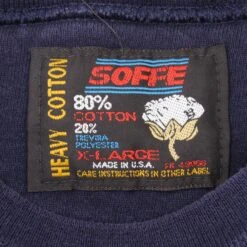 HEAVY COTTON
SOFFE
80%
COTTON
20%
TREVIRA
POLYESTER
X-LARGE
MADE IN U.S.A.
CARE INSTRUCTIONS IN OTHER LABEL